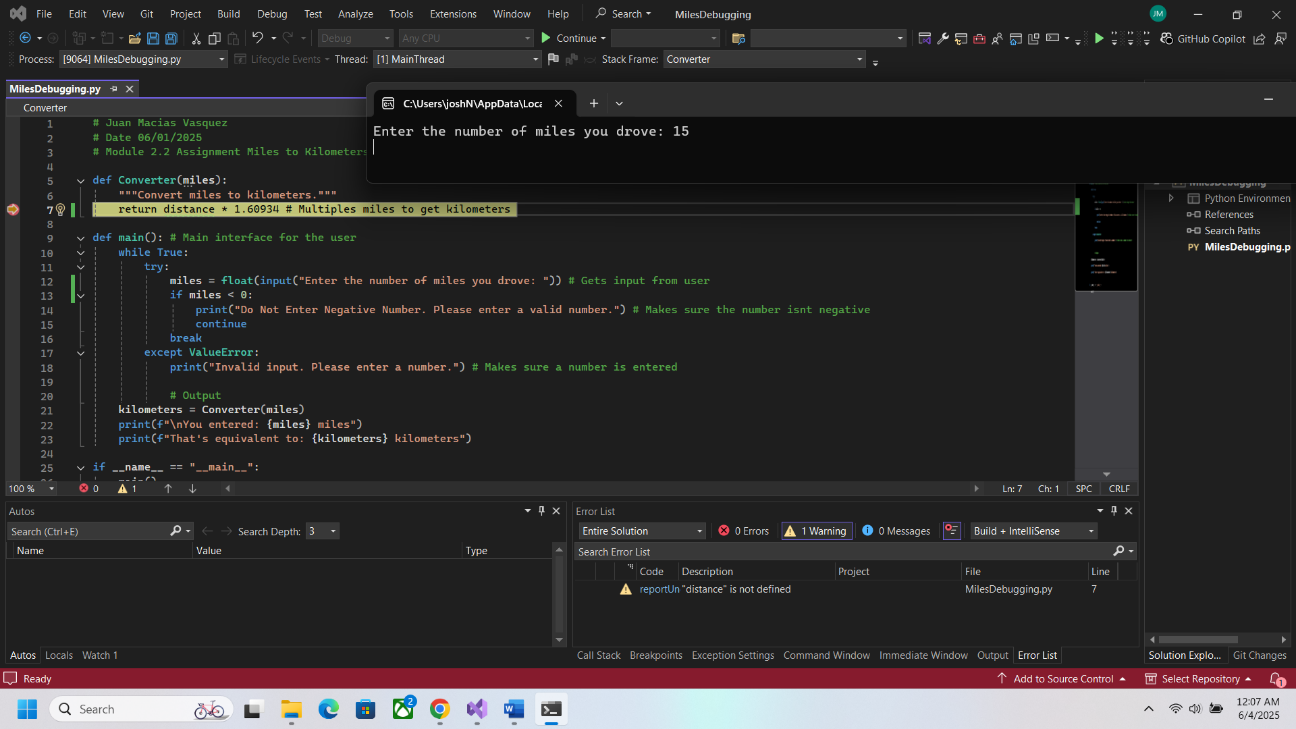 File Edit View Git Project Build Debug Test Analyze Tools Extensions Window Help Search MilesDebugging JM
Debug Any CPU Continue GitHub Copilot
Process: [9064] MilesDebugging.py Lifecycle Events Thread: [1] MainThread Stack Frame: Converter
MilesDebugging.py
Converter
C:\Users\joshN\AppData\Loca
Enter the number of miles you drove: 15
1 # Juan Macias Vasquez
2 # Date 06/01/2025
3 # Module 2.2 Assignment Miles to Kilometers
4
5 def Converter(miles):
6 """Convert miles to kilometers."""
7 return distance * 1.60934 # Multiples miles to get kilometers
8
9 def main(): # Main interface for the user
10 while True:
11 try:
12 miles = float(input("Enter the number of miles you drove: ")) # Gets input from user
13 if miles < 0:
14 print("Do Not Enter Negative Number. Please enter a valid number.") # Makes sure the number isnt negative
15 continue
16 break
17 except ValueError:
18 print("Invalid input. Please enter a number.") # Makes sure a number is entered
19
20 # Output
21 kilometers = Converter(miles)
22 print(f"\nYou entered: {miles} miles")
23 print(f"That's equivalent to: {kilometers} kilometers")
24
25 if __name__ == "__main__":
MilesDebugging
Python Environmen
References
Search Paths
PY MilesDebugging.p
100 % 0 1 Ln: 7 Ch: 1 SPC CRLF
Autos
Search (Ctrl+E) Search Depth: 3
Name Value Type
Error List
Entire Solution 0 Errors 1 Warning 0 Messages Build + IntelliSense
Search Error List
Code Description Project File Line
reportUn "distance" is not defined MilesDebugging.py 7
Autos Locals Watch 1
Call Stack Breakpoints Exception Settings Command Window Immediate Window Output Error List
Solution Explo... Git Changes
Ready Add to Source Control Select Repository 1
Search 2 12:07 AM
6/4/2025